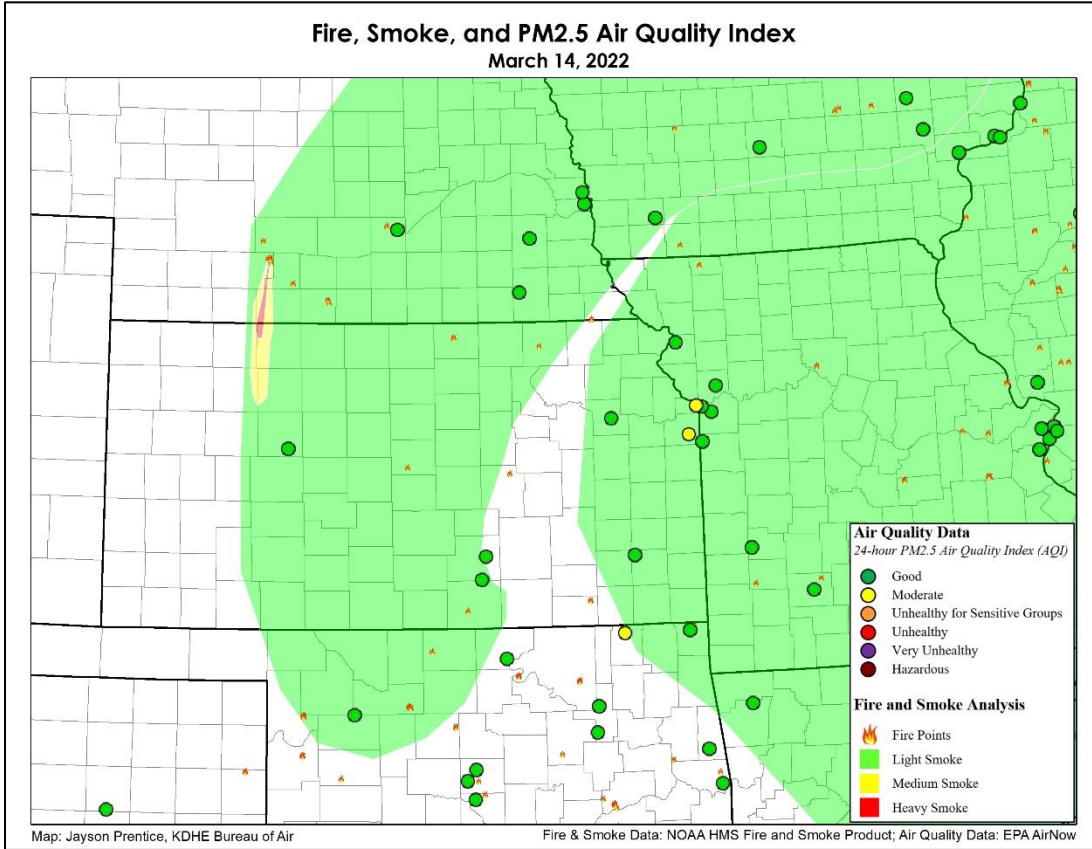 Fire, Smoke, and PM2.5 Air Quality Index
March 14, 2022
Air Quality Data
24-hour PM2.5 Air Quality Index (AQI)
Good
Moderate
Unhealthy for Sensitive Groups
Unhealthy
Very Unhealthy
Hazardous
Fire and Smoke Analysis
Fire Points
Light Smoke
Medium Smoke
Heavy Smoke
Map: Jayson Prentice, KDHE Bureau of Air
Fire & Smoke Data: NOAA HMS Fire and Smoke Product; Air Quality Data: EPA AirNow